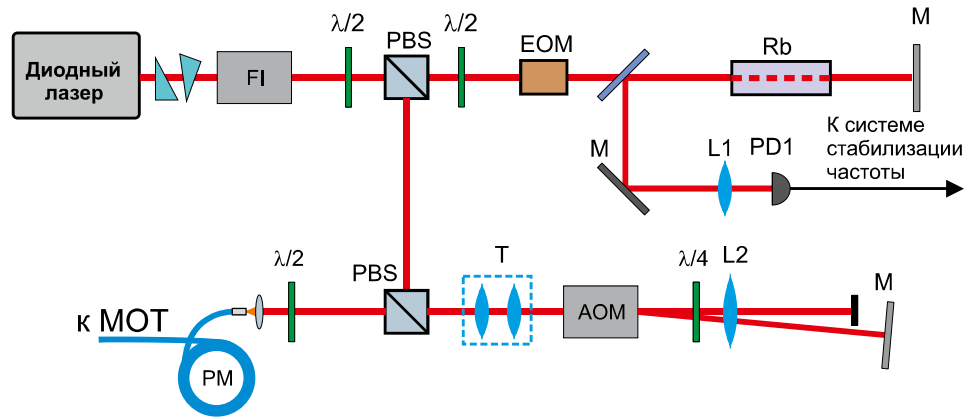 Диодный
лазер
FI
λ/2
PBS
λ/2
EOM
Rb
M
M
L1
PD1
К системе
стабилизации
частоты
к МОТ
PM
λ/2
PBS
T
AOM
λ/4
L2
M